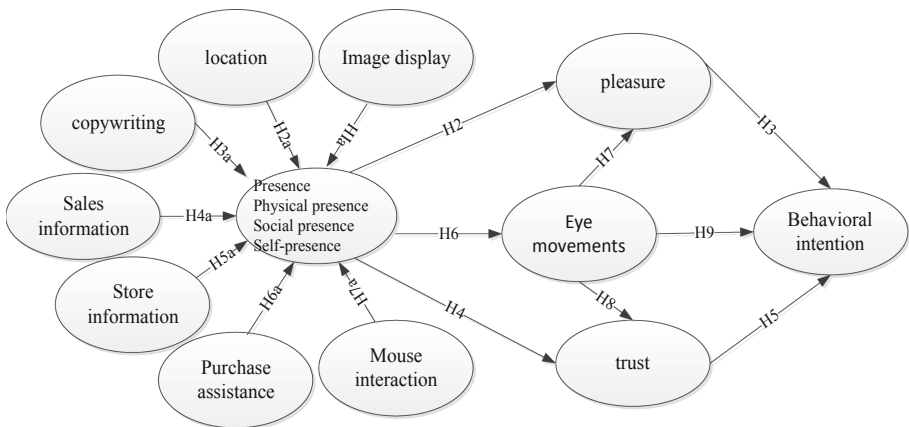 location
Image display
copywriting
pleasure
H3a
H2a
H1a
H2
H3
H7
Presence
Physical presence
Social presence
Self-presence
Sales
information
H4a
H6
Eye
movements
H9
Behavioral
intention
H5a
H6a
H7a
H4
H8
H5
Store
information
Purchase
assistance
Mouse
interaction
trust